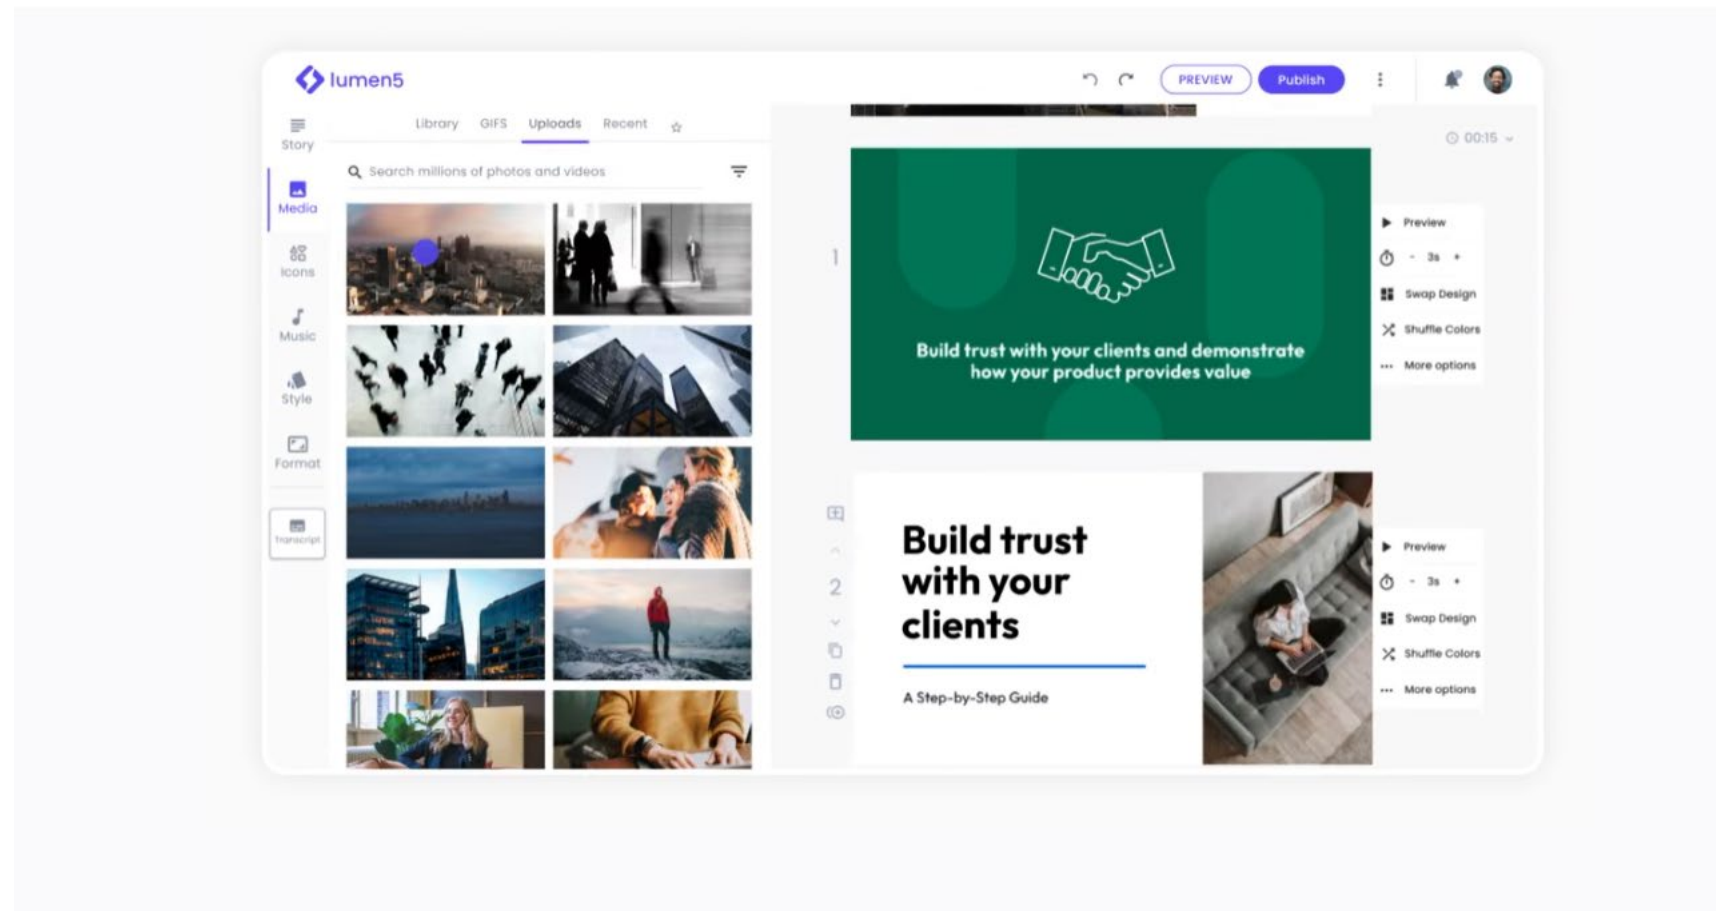 lumen5
PREVIEW
Publish
Story
Media
Icons
Music
Style
Format
Transcript
Library GIFS Uploads Recent
Search millions of photos and videos
00:15
1
Build trust with your clients and demonstrate
how your product provides value
Preview
- 3s +
Swap Design
Shuffle Colors
More options
2
Build trust
with your
clients
A Step-by-Step Guide
Preview
- 3s +
Swap Design
Shuffle Colors
More options